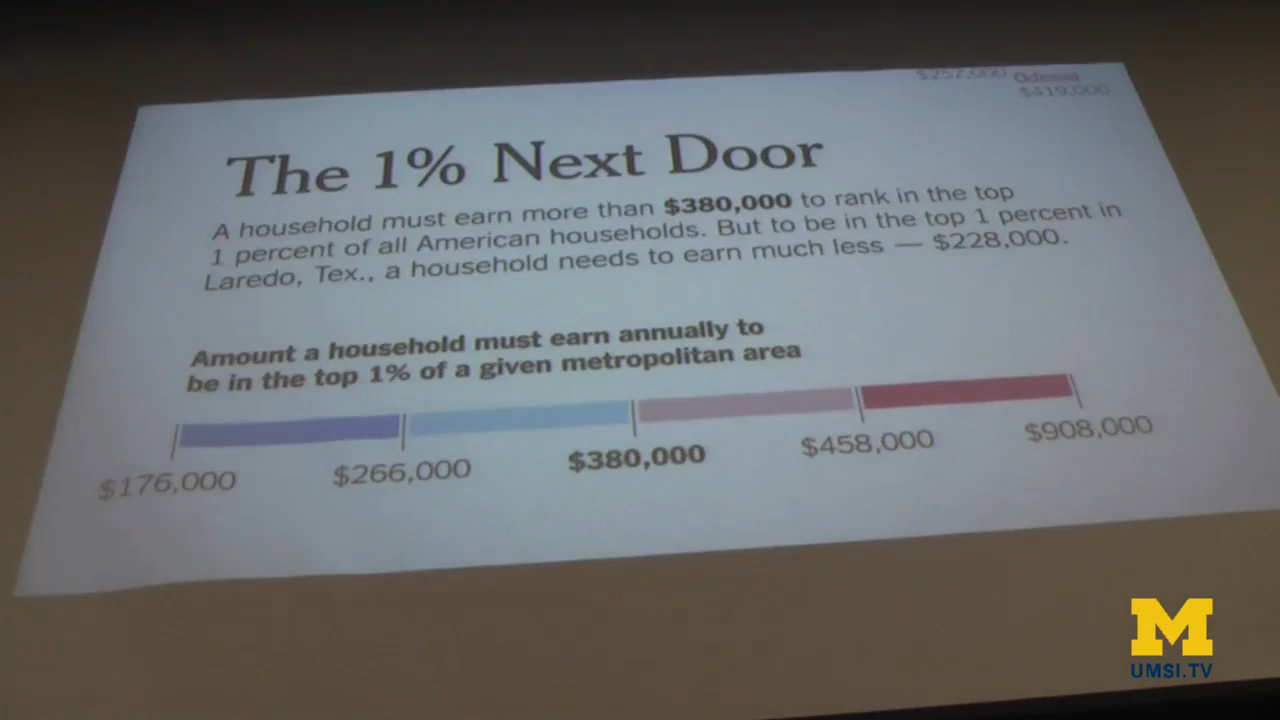 $257,000 Odessa
$419,000
The 1% Next Door
A household must earn more than $380,000 to rank in the top
1 percent of all American households. But to be in the top 1 percent in
Laredo, Tex., a household needs to earn much less — $228,000.
Amount a household must earn annually to
be in the top 1% of a given metropolitan area
$176,000 $266,000 $380,000 $458,000 $908,000
M
UMSI.TV